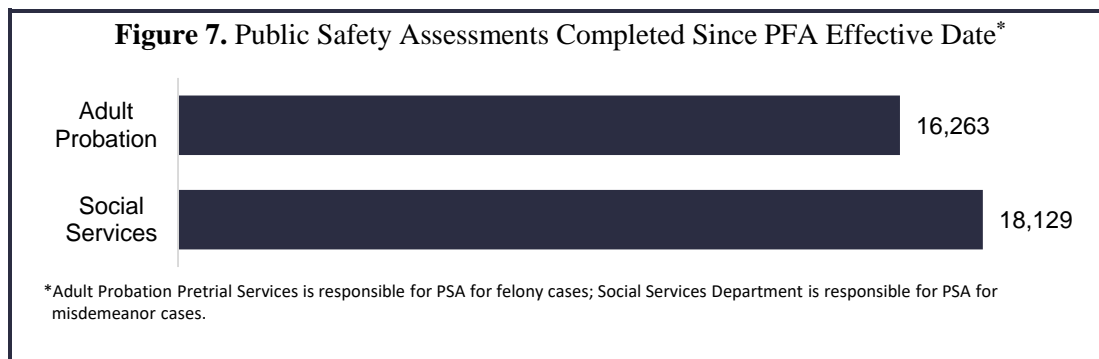 Figure 7. Public Safety Assessments Completed Since PFA Effective Date*
Adult
Probation
16,263
Social
Services
18,129
*Adult Probation Pretrial Services is responsible for PSA for felony cases; Social Services Department is responsible for PSA for
misdemeanor cases.